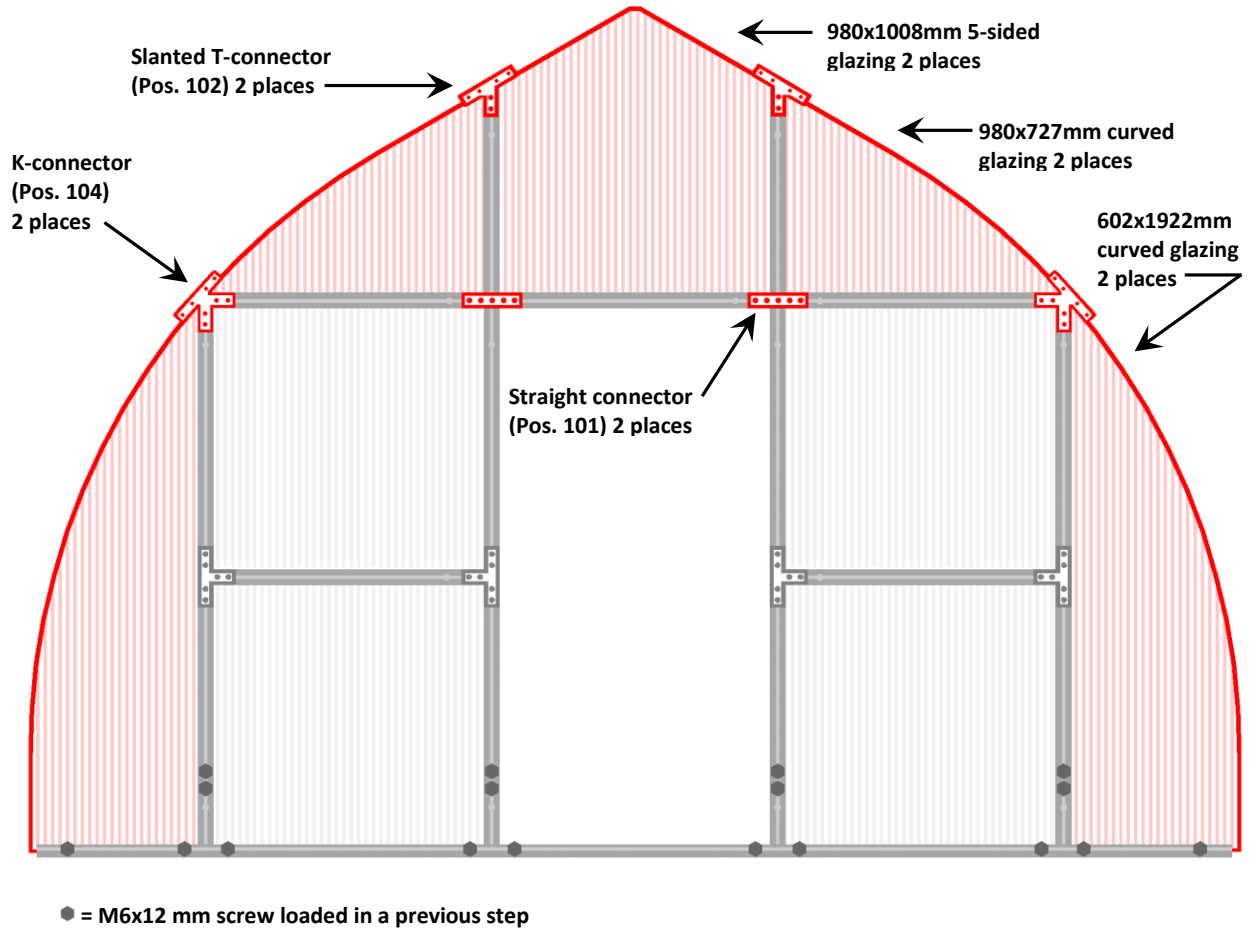 980x1008mm 5-sided
glazing 2 places
Slanted T-connector
(Pos. 102) 2 places
980x727mm curved
glazing 2 places
K-connector
(Pos. 104)
2 places
602x1922mm
curved glazing
2 places
Straight connector
(Pos. 101) 2 places
= M6x12 mm screw loaded in a previous step